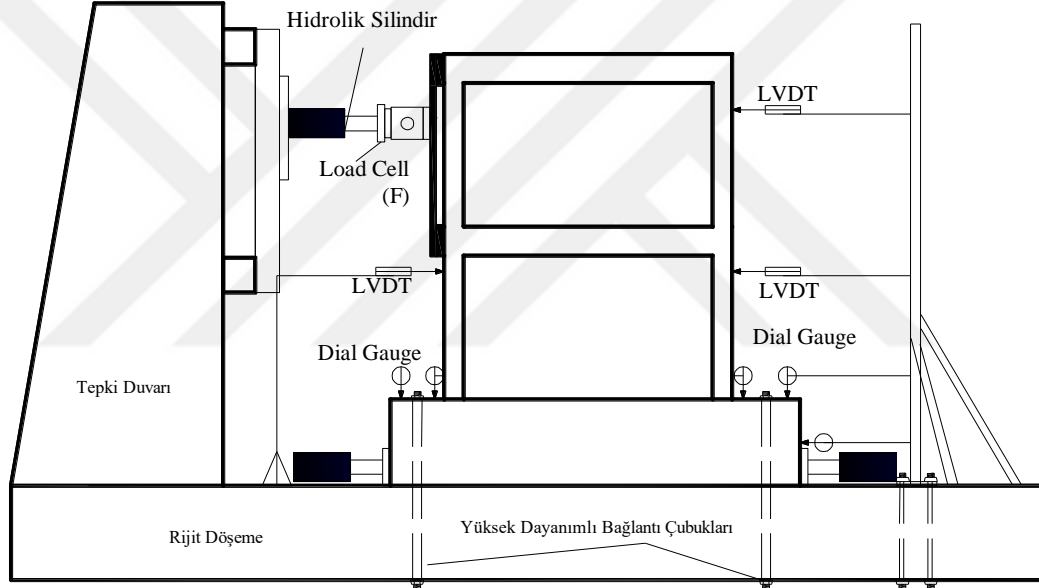 Hidrolik Silindir
LVDT
Load Cell
(F)
LVDT
LVDT
Dial Gauge
Dial Gauge
Tepki Duvarı
Rijit Döşeme
Yüksek Dayanımlı Bağlantı Çubukları